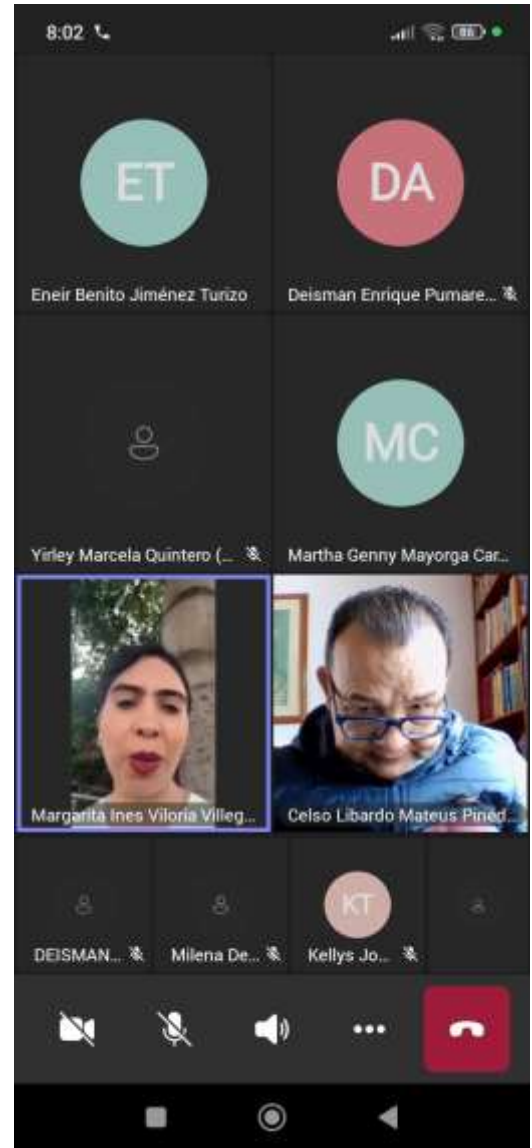 8:02
86
ET
DA
Eneir Benito Jiménez Turizo
Deisman Enrique Pumare...
Yirley Marcela Quintero (...
MC
Martha Genny Mayorga Car...
Margarita Ines Viloria Villeg...
Celso Libardo Mateus Pined...
KT
DEISMAN...
Milena De...
Kellys Jo...